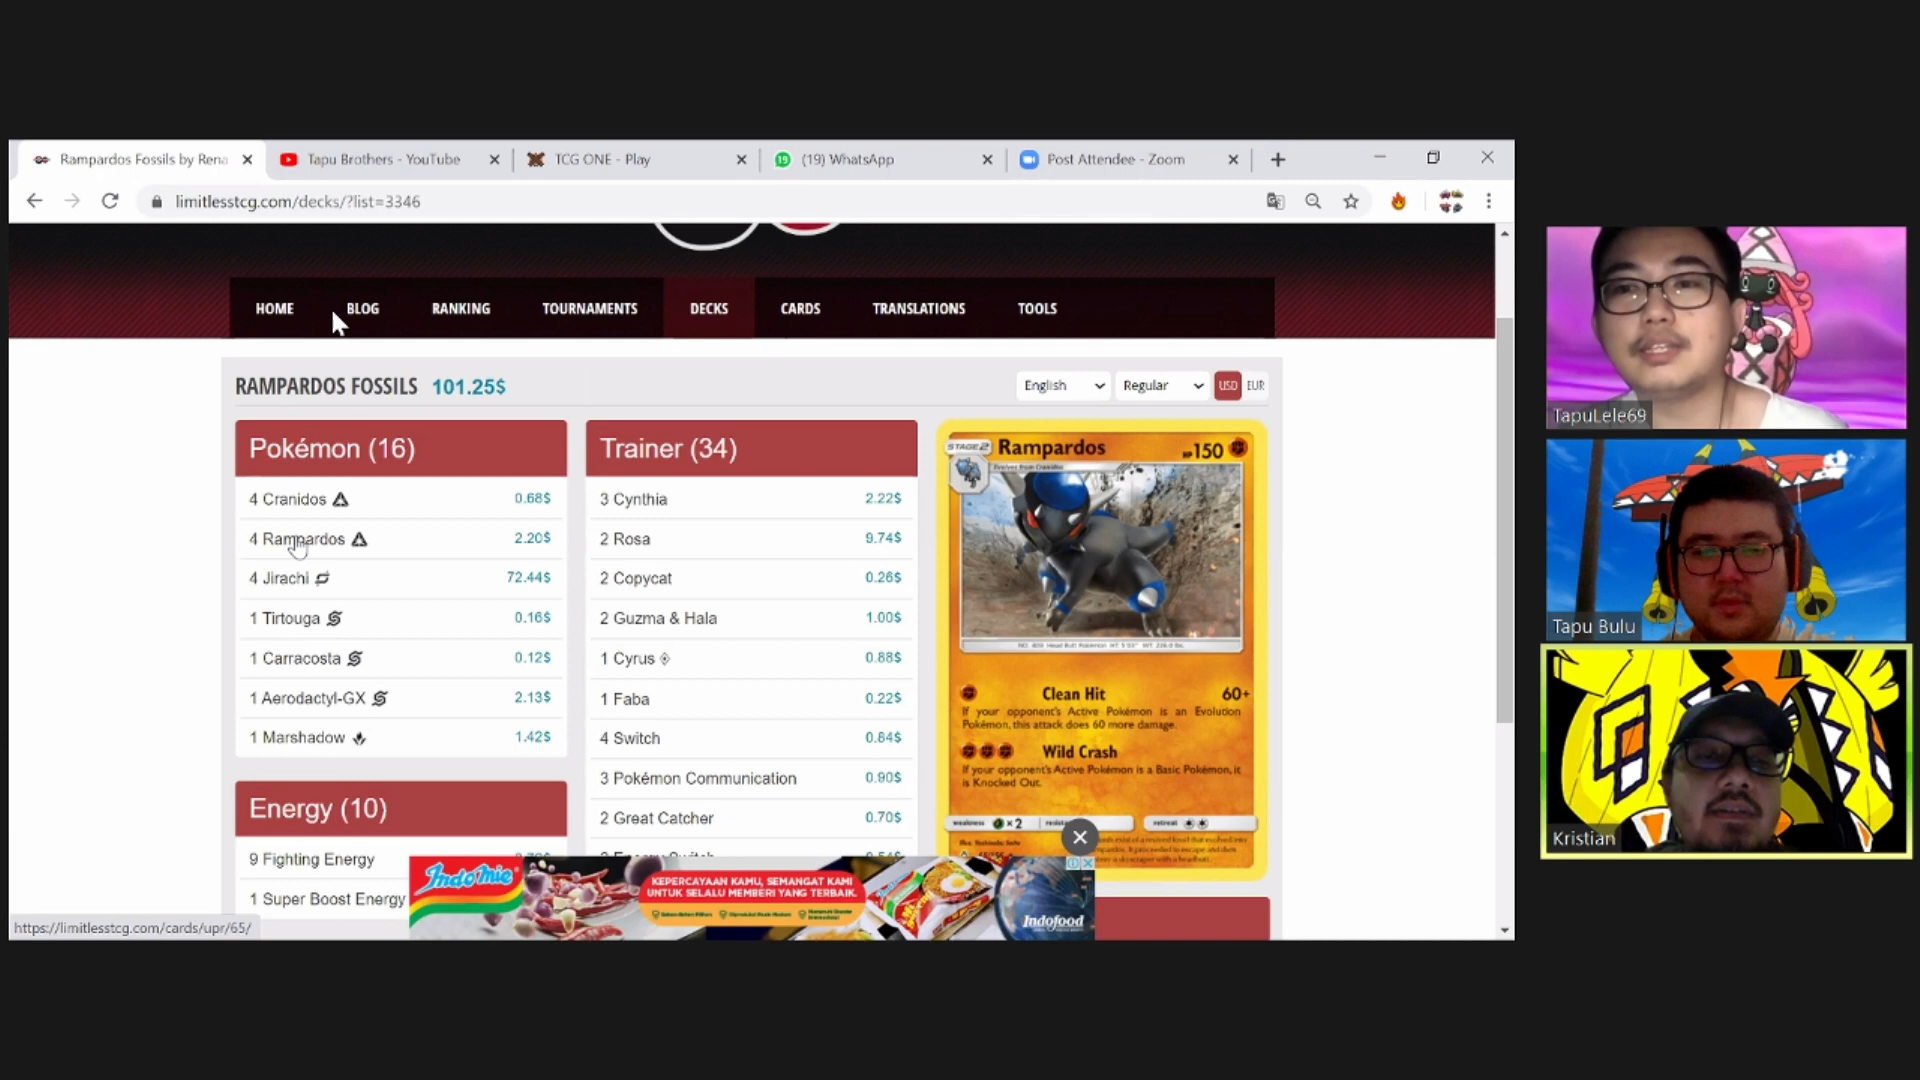 Rampardos Fossils by Rena
Tapu Brothers - YouTube
TCG ONE - Play
(19) WhatsApp
Post Attendee - Zoom
limitlesstcg.com/decks/?list=3346
HOME
BLOG
RANKING
TOURNAMENTS
DECKS
CARDS
TRANSLATIONS
TOOLS
RAMPARDOS FOSSILS 101.25$
English
Regular
USD
EUR
Pokémon (16)
4 Cranidos 0.68$
4 Rampardos 2.20$
4 Jirachi 72.44$
1 Tirtouga 0.16$
1 Carracosta 0.12$
1 Aerodactyl-GX 2.13$
1 Marshadow 1.42$
Energy (10)
9 Fighting Energy
1 Super Boost Energy
Trainer (34)
3 Cynthia 2.22$
2 Rosa 9.74$
2 Copycat 0.26$
2 Guzma & Hala 1.00$
1 Cyrus 0.88$
1 Faba 0.22$
4 Switch 0.84$
3 Pokémon Communication 0.90$
2 Great Catcher 0.70$
STAGE 2 Rampardos HP 150
Evolves from Cranidos
Clean Hit 60+
If your opponent's Active Pokémon is an Evolution
Pokémon, this attack does 60 more damage.
Wild Crash
If your opponent's Active Pokémon is a Basic Pokémon, it
is Knocked Out.
weakness ×2
retreat
Indomie
KEPERCAYAAN KAMU, SEMANGAT KAMI
UNTUK SELALU MEMBERI YANG TERBAIK.
Indofood
https://limitlesstcg.com/cards/upr/65/
TapuLele69
Tapu Bulu
Kristian